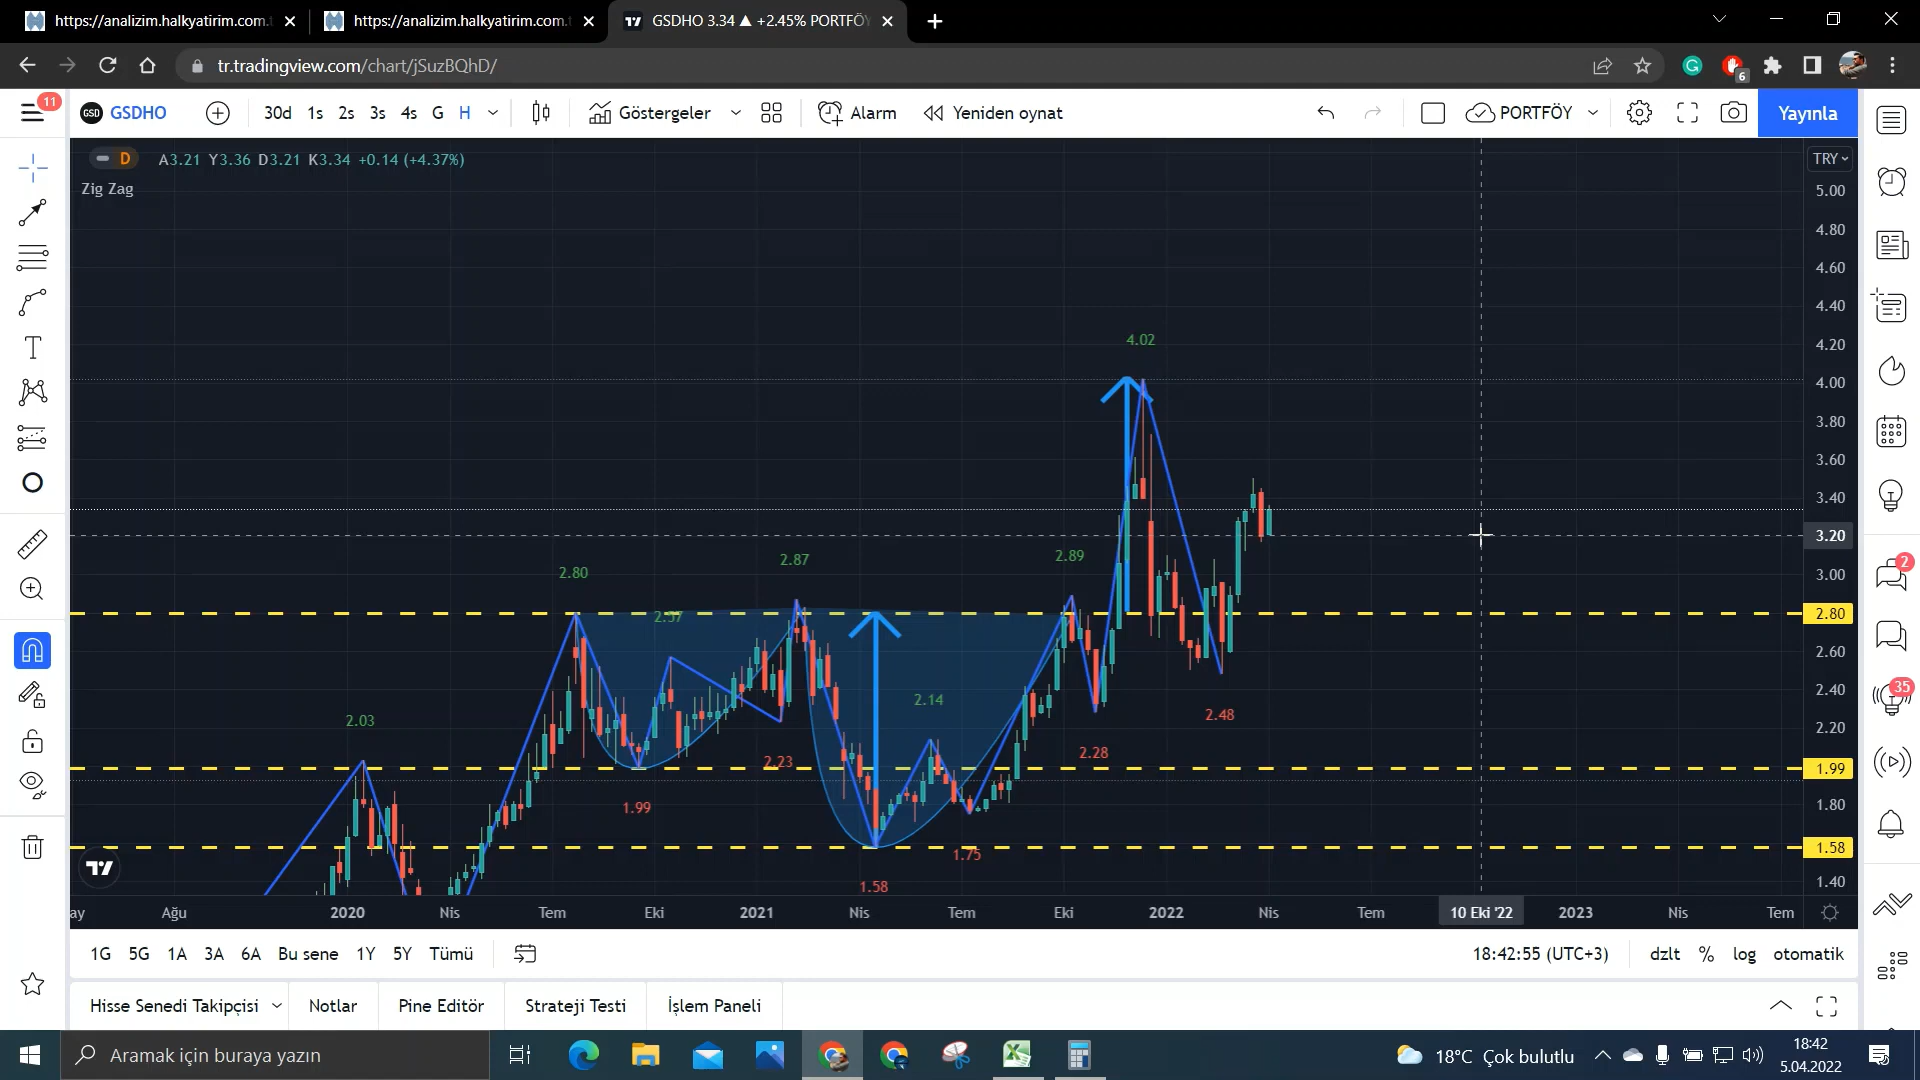 https://analizim.halkyatirim.com.t
https://analizim.halkyatirim.com.t
GSDHO 3.34 ▲ +2.45% PORTFÖY
tr.tradingview.com/chart/jSuzBQhD/
6
11
GSD GSDHO
30d 1s 2s 3s 4s G H
Göstergeler
Alarm
Yeniden oynat
PORTFÖY
Yayınla
D A3.21 Y3.36 D3.21 K3.34 +0.14 (+4.37%)
Zig Zag
TRY
5.00
4.80
4.60
4.40
4.20
4.00
3.80
3.60
3.40
3.20
3.00
2.80
2.60
2.40
2.20
1.99
1.80
1.58
1.40
4.02
2.80
2.87
2.89
2.57
2.03
2.14
2.48
2.23
2.28
1.99
1.75
1.58
2
35
ay Ağu 2020 Nis Tem Eki 2021 Nis Tem Eki 2022 Nis Tem 10 Eki '22 2023 Nis Tem
1G 5G 1A 3A 6A Bu sene 1Y 5Y Tümü
18:42:55 (UTC+3)
dzlt % log otomatik
Hisse Senedi Takipçisi Notlar Pine Editör Strateji Testi İşlem Paneli
Aramak için buraya yazın
18°C Çok bulutlu
18:42
5.04.2022